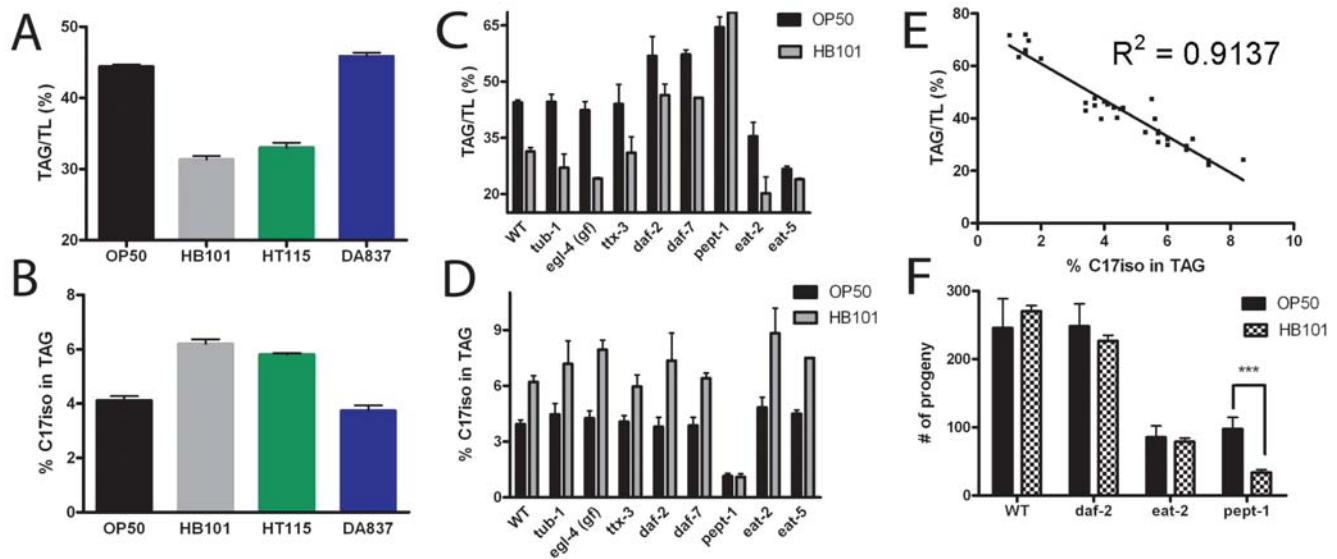 A
TAG/TL (%)
50
40
30
20
OP50 HB101 HT115 DA837
B
% C17iso in TAG
8
6
4
2
0
OP50 HB101 HT115 DA837
C
TAG/TL (%)
65
50
35
20
OP50
HB101
WT tub-1 egl-4 (gf) ttx-3 daf-2 daf-7 pept-1 eat-2 eat-5
D
% C17iso in TAG
9
6
3
0
OP50
HB101
WT tub-1 egl-4 (gf) ttx-3 daf-2 daf-7 pept-1 eat-2 eat-5
E
TAG/TL (%)
80
60
40
20
0
R² = 0.9137
0 2 4 6 8 10
% C17iso in TAG
F
# of progeny
300
200
100
0
OP50
HB101
***
WT daf-2 eat-2 pept-1